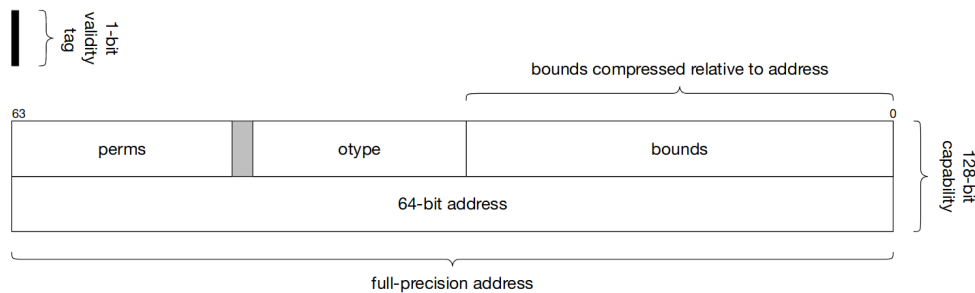 1-bit
validity
tag
bounds compressed relative to address
63
0
perms
otype
bounds
128-bit
capability
64-bit address
full-precision address